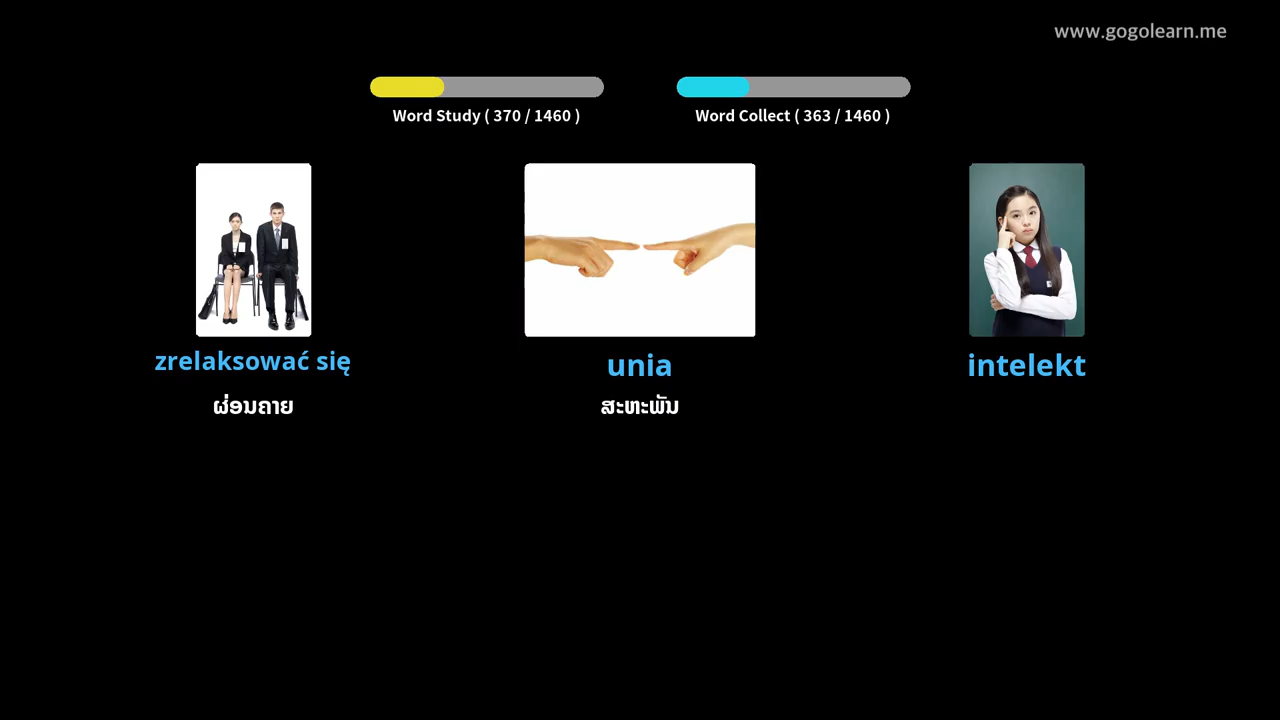 www.gogolearn.me
Word Study ( 370 / 1460 )
Word Collect ( 363 / 1460 )
zrelaksować się
unia
intelekt
ຜ່ອນຄາຍ
ສະຫະພັນ